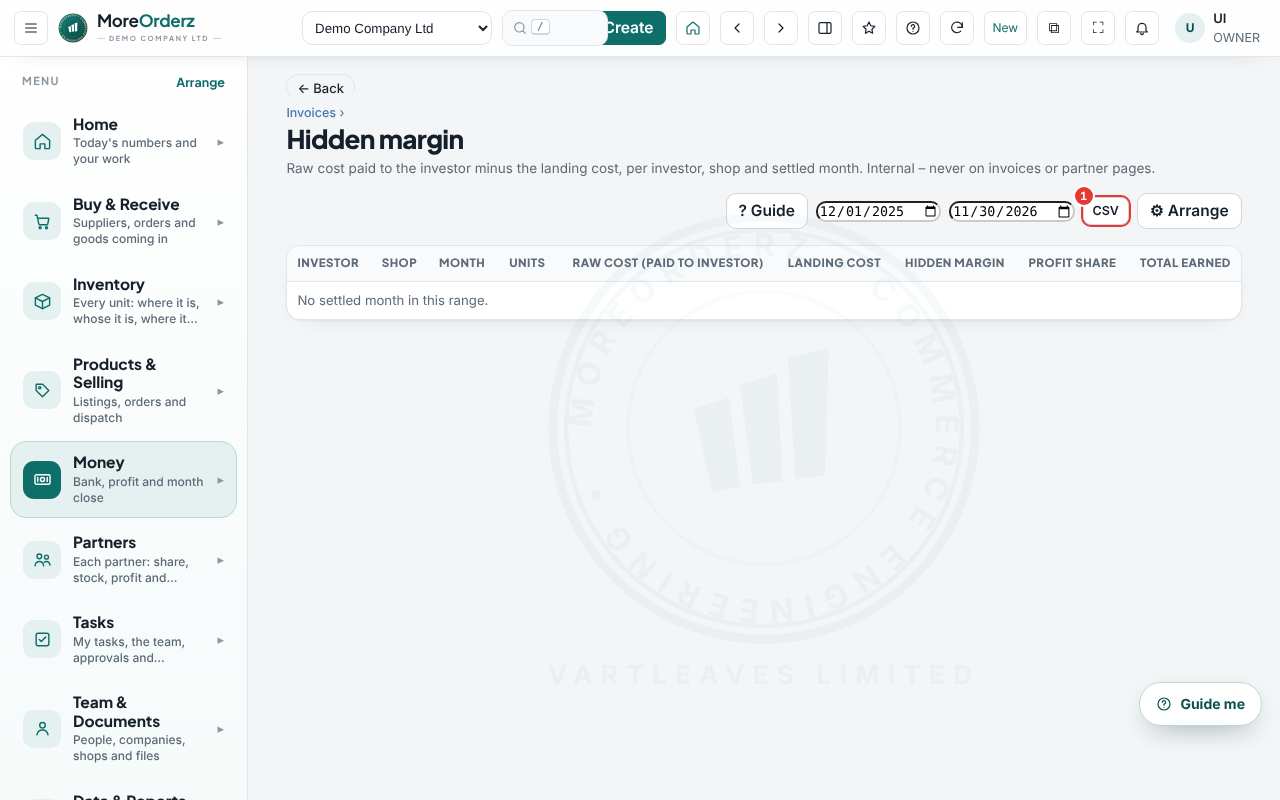 MoreOrderz
— DEMO COMPANY LTD —
Demo Company Ltd
/
Create
New
U
UI
OWNER
MENU
Arrange
Home
Today's numbers and
your work
Buy & Receive
Suppliers, orders and
goods coming in
Inventory
Every unit: where it is,
whose it is, where it...
Products &
Selling
Listings, orders and
dispatch
Money
Bank, profit and month
close
Partners
Each partner: share,
stock, profit and...
Tasks
My tasks, the team,
approvals and...
Team &
Documents
People, companies,
shops and files
Data & Reports
← Back
Invoices ›
Hidden margin
Raw cost paid to the investor minus the landing cost, per investor, shop and settled month. Internal – never on invoices or partner pages.
? Guide
12/01/2025
11/30/2026
1
CSV
⚙ Arrange
INVESTOR SHOP MONTH UNITS RAW COST (PAID TO INVESTOR) LANDING COST HIDDEN MARGIN PROFIT SHARE TOTAL EARNED
No settled month in this range.
MOREORDERZ COMMERCE ENGINEERING
VARTLEAVES LIMITED
Guide me